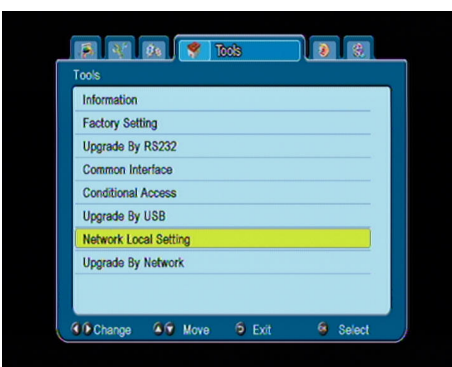 Tools
Tools
Information
Factory Setting
Upgrade By RS232
Common Interface
Conditional Access
Upgrade By USB
Network Local Setting
Upgrade By Network
Change Move Exit Select